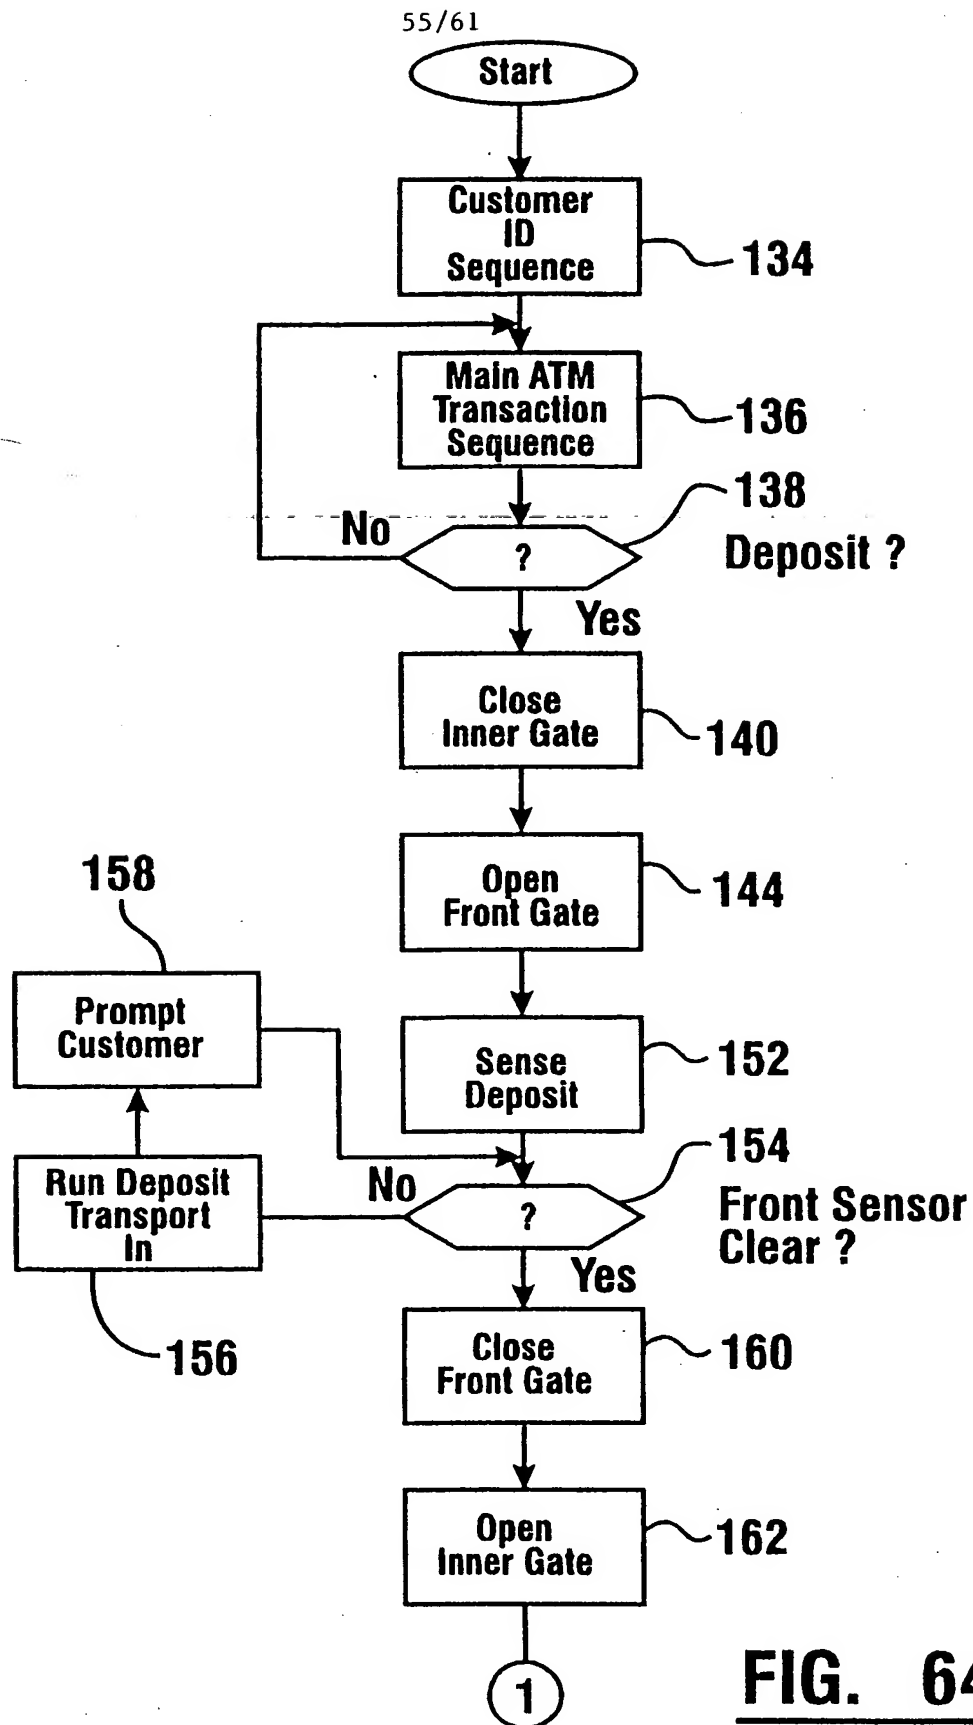 55/61
Start
Customer
ID
Sequence
134
Main ATM
Transaction
Sequence
136
138
No
?
Deposit ?
Yes
Close
Inner Gate
140
Open
Front Gate
144
158
Prompt
Customer
Sense
Deposit
152
154
Run Deposit
Transport
In
No
?
Front Sensor
Clear ?
Yes
156
Close
Front Gate
160
Open
Inner Gate
162
1
FIG. 64